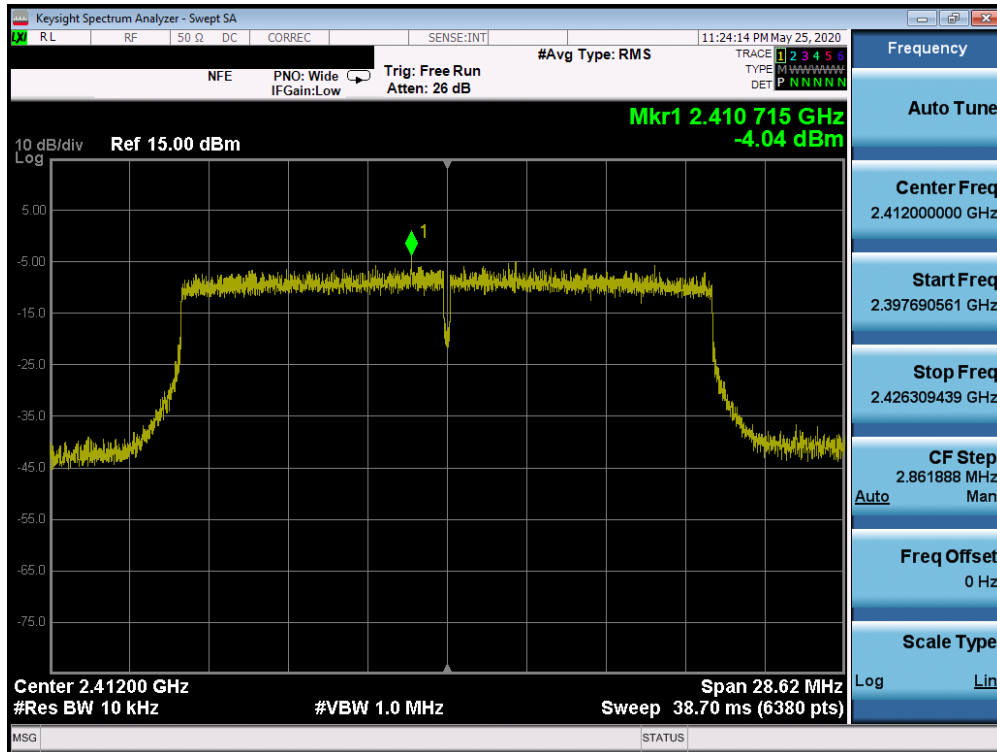 Keysight Spectrum Analyzer - Swept SA
LXI RL RF 50 Ω DC CORREC SENSE:INT 11:24:14 PM May 25, 2020
Frequency
#Avg Type: RMS
TRACE 1 2 3 4 5 6
NFE PNO: Wide Trig: Free Run TYPE M WWWWW
IFGain:Low Atten: 26 dB DET P N N N N N
Auto Tune
Mkr1 2.410 715 GHz
-4.04 dBm
10 dB/div Ref 15.00 dBm
Log
Center Freq
2.412000000 GHz
5.00
1
-5.00
Start Freq
2.397690561 GHz
-15.0
-25.0
Stop Freq
2.426309439 GHz
-35.0
CF Step
2.861888 MHz
Auto Man
-45.0
-55.0
Freq Offset
0 Hz
-65.0
-75.0
Scale Type
Log Lin
Center 2.41200 GHz Span 28.62 MHz
#Res BW 10 kHz #VBW 1.0 MHz Sweep 38.70 ms (6380 pts)
MSG STATUS